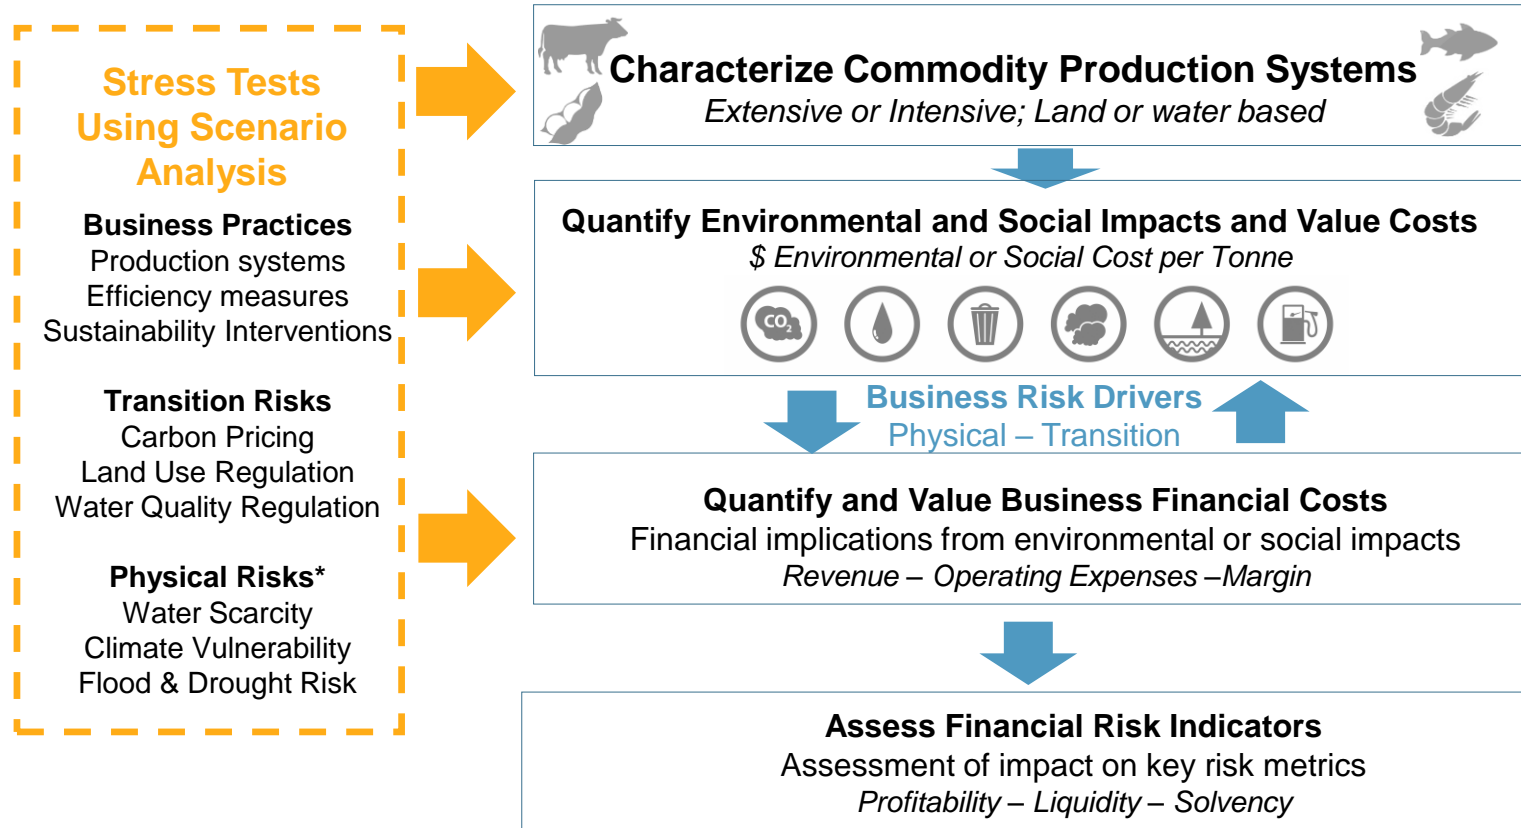 Stress Tests
Using Scenario
Analysis
Business Practices
Production systems
Efficiency measures
Sustainability Interventions
Transition Risks
Carbon Pricing
Land Use Regulation
Water Quality Regulation
Physical Risks*
Water Scarcity
Climate Vulnerability
Flood & Drought Risk
Characterize Commodity Production Systems
Extensive or Intensive; Land or water based
Quantify Environmental and Social Impacts and Value Costs
$ Environmental or Social Cost per Tonne
CO2
Business Risk Drivers
Physical – Transition
Quantify and Value Business Financial Costs
Financial implications from environmental or social impacts
Revenue – Operating Expenses –Margin
Assess Financial Risk Indicators
Assessment of impact on key risk metrics
Profitability – Liquidity – Solvency